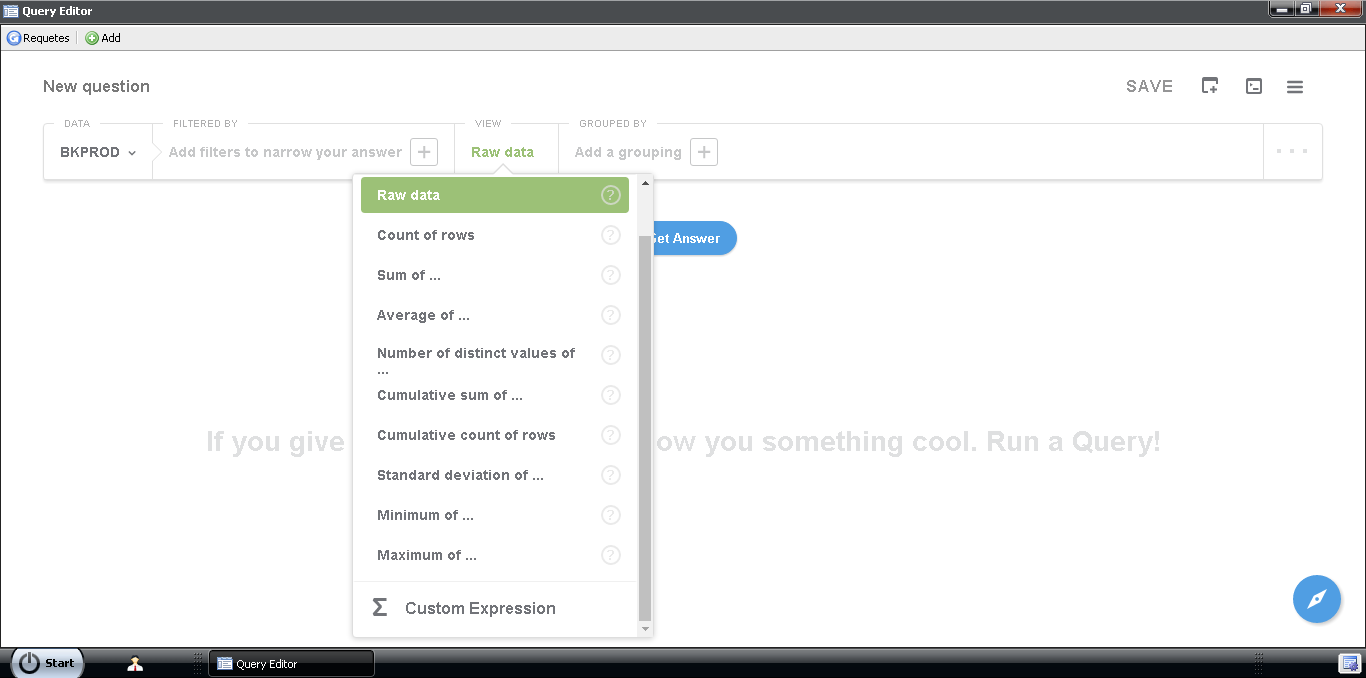 Query Editor
Requetes
Add
New question
SAVE
DATA
FILTERED BY
VIEW
GROUPED BY
BKPROD
Add filters to narrow your answer
Raw data
Add a grouping
Raw data
Count of rows
Sum of ...
Average of ...
Number of distinct values of
...
Cumulative sum of ...
Cumulative count of rows
Standard deviation of ...
Minimum of ...
Maximum of ...
Custom Expression
Answer
If you give
you something cool. Run a Query!
Start
Query Editor